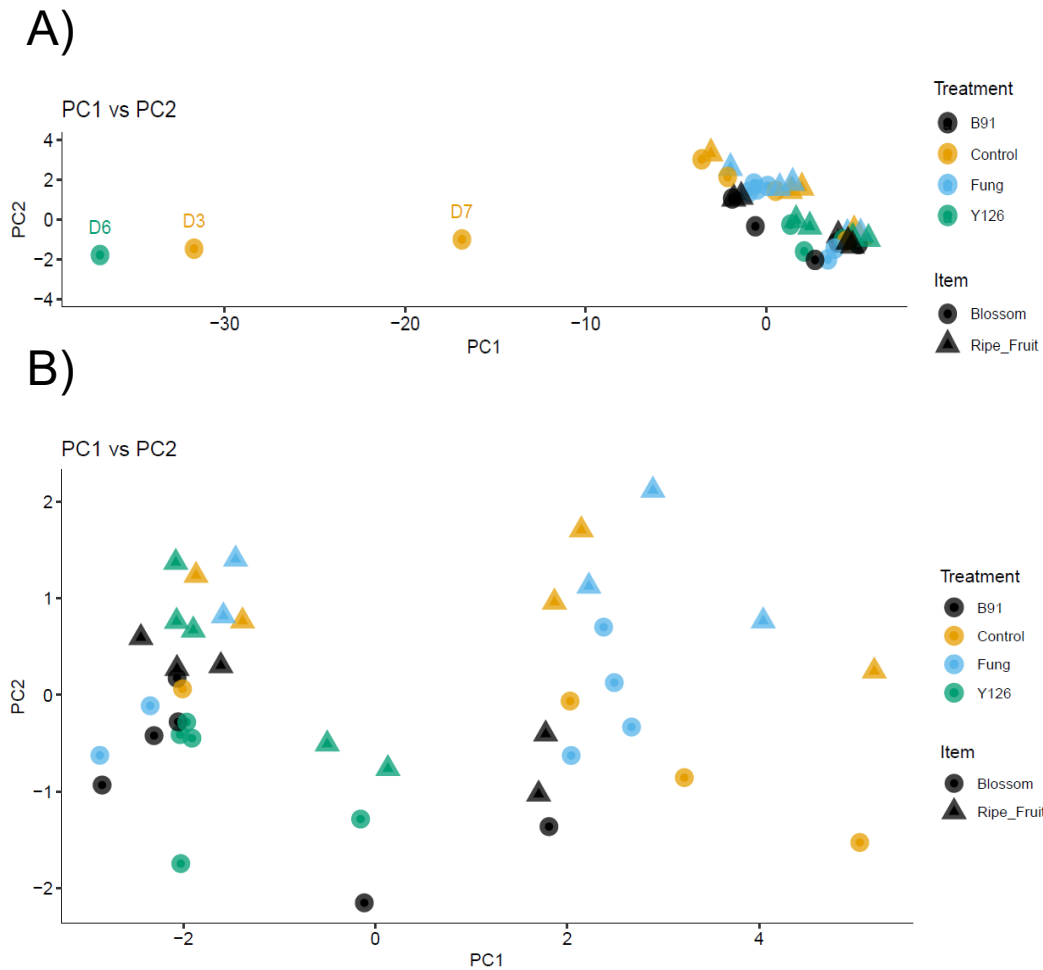 A)
PC1 vs PC2
4
2
0
−2
−4
PC2
D6
D3
D7
−30
−20
−10
0
PC1
Treatment
B91
Control
Fung
Y126
Item
Blossom
Ripe_Fruit
B)
PC1 vs PC2
2
1
0
−1
−2
PC2
−2
0
2
4
PC1
Treatment
B91
Control
Fung
Y126
Item
Blossom
Ripe_Fruit